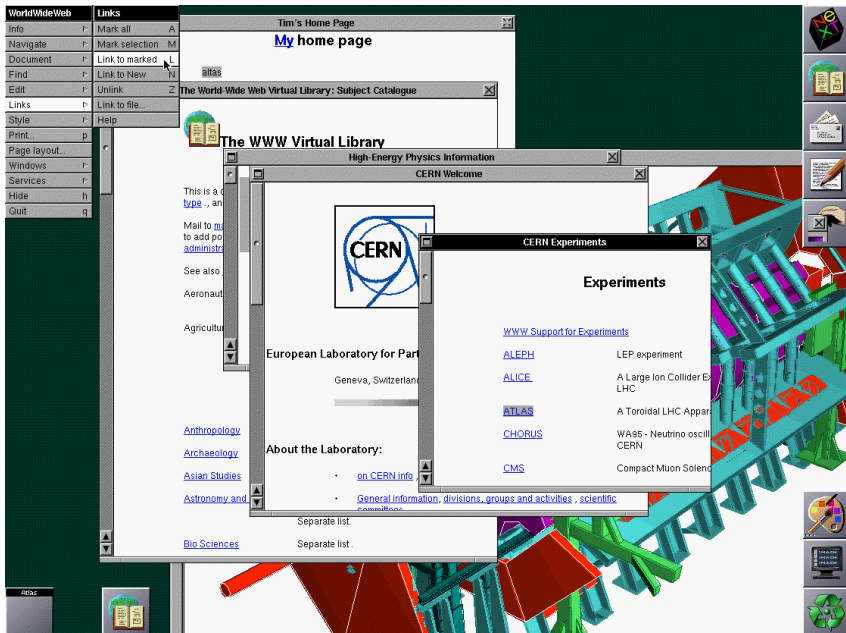 WorldWideWeb
Info
Navigate
Document
Find
Edit
Links
Style
Print... p
Page layout...
Windows
Services
Hide h
Quit q
Links
Mark all A
Mark selection M
Link to marked L
Link to New N
Unlink Z
Link to file...
Help
Tim's Home Page
My home page
altas
The World-Wide Web Virtual Library: Subject Catalogue
The WWW Virtual Library
This is a
type ., an
Mail to
to add po
administra
See also
Aeronaut
Agricultur
Anthropology
Archaeology
Asian Studies
Astronomy and
Separate list.
Bio Sciences Separate list .
High-Energy Physics Information
CERN Welcome
CERN
European Laboratory for Part
Geneva, Switzerland
About the Laboratory:
· on CERN info ,
· General information, divisions, groups and activities , scientific
committees
CERN Experiments
Experiments
WWW Support for Experiments
ALEPH LEP experiment
ALICE A Large Ion Collider Ex
LHC
ATLAS A Toroidal LHC Appar
CHORUS WA95 - Neutrino oscill
CERN
CMS Compact Muon Soleno
NeXT
Atlas